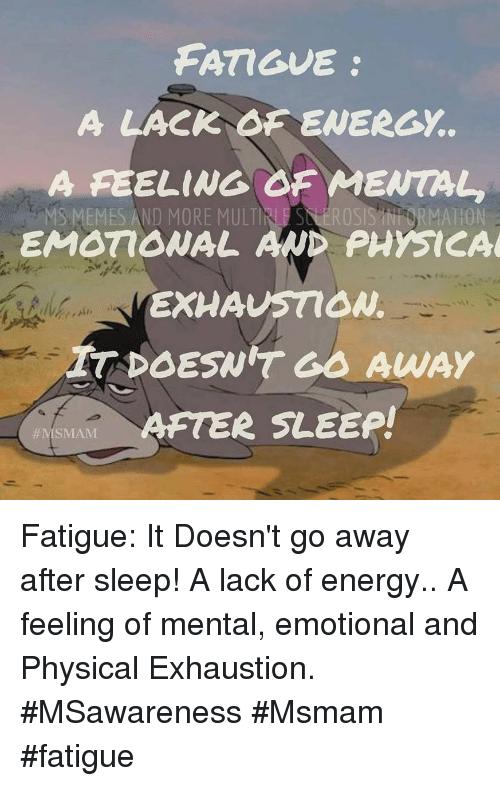 FATIGUE :
A LACK OF ENERGY..
A FEELING OF MENTAL,
MS MEMES AND MORE MULTIPLE SCLEROSIS INFORMATION
EMOTIONAL AND PHYSICAL
EXHAUSTION.
IT DOESN'T GO AWAY
AFTER SLEEP!
#MSMAM
Fatigue: It Doesn't go away
after sleep! A lack of energy.. A
feeling of mental, emotional and
Physical Exhaustion.
#MSawareness #Msmam
#fatigue